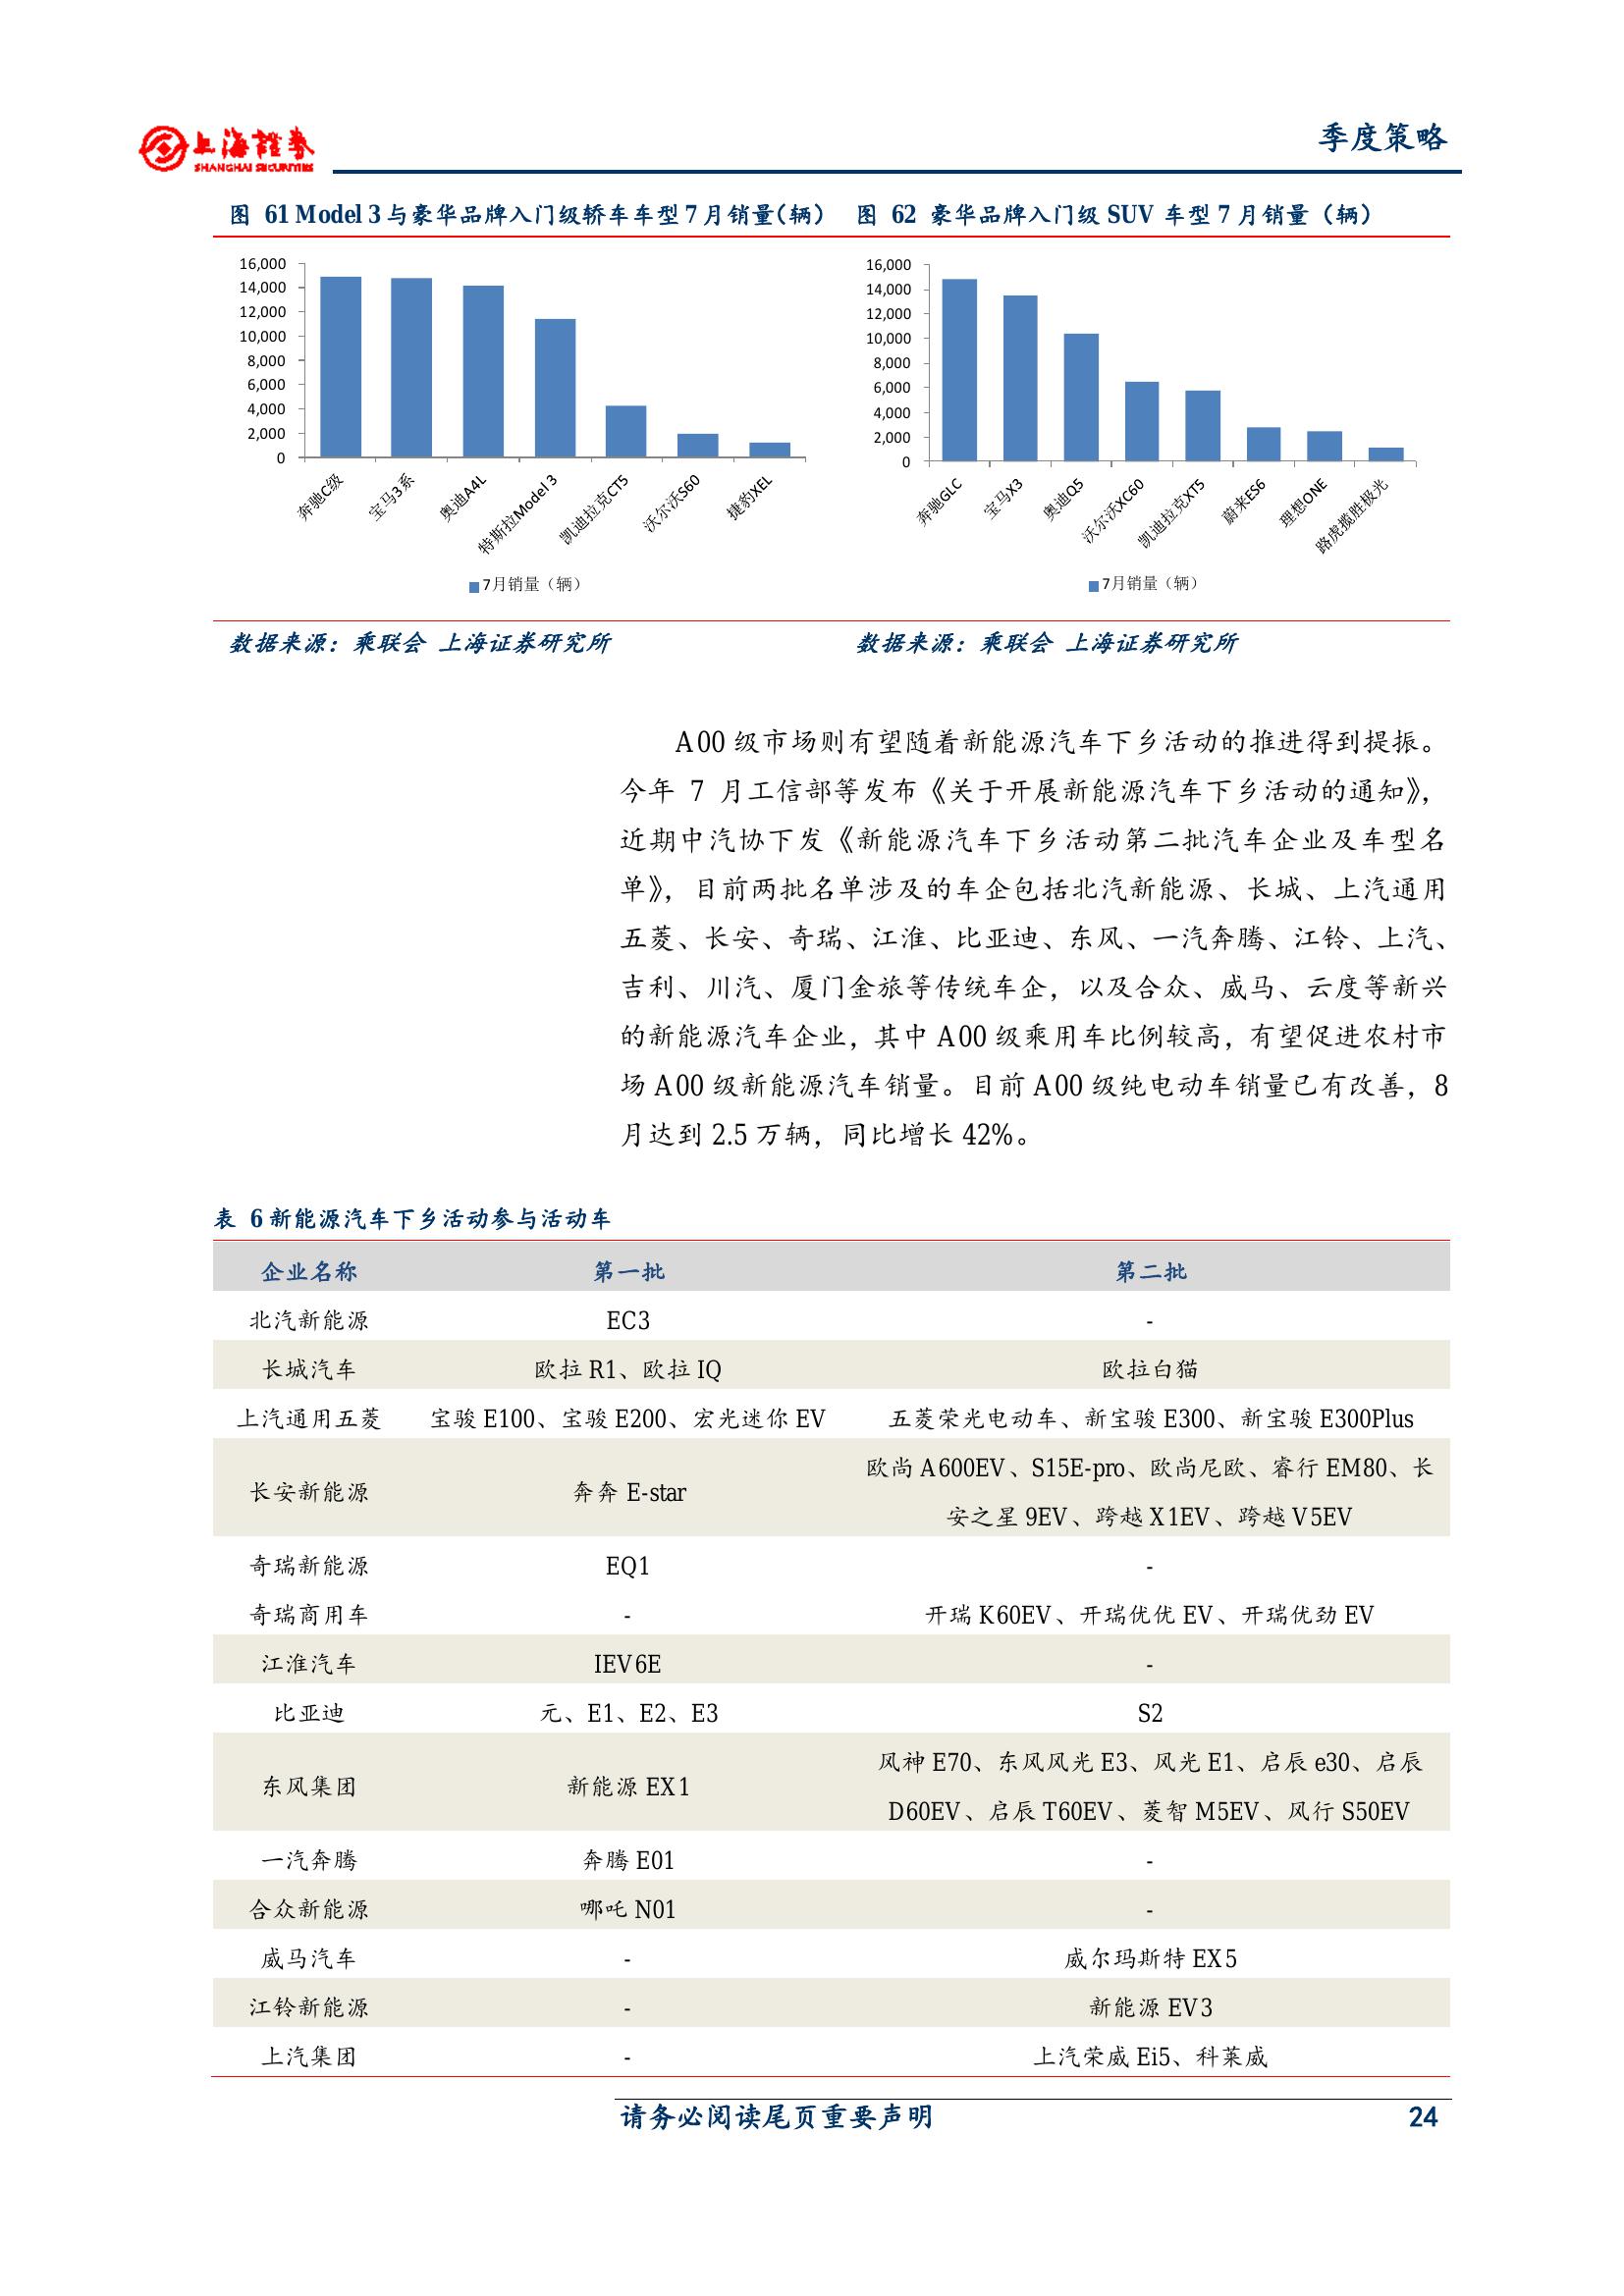 上海證券
SHANGHAI SECURITIES
季度策略
图 61 Model 3 与豪华品牌入门级轿车车型 7 月销量(辆)
图 62 豪华品牌入门级 SUV 车型 7 月销量（辆）
16,000
14,000
12,000
10,000
8,000
6,000
4,000
2,000
0
奔驰C级
宝马3系
奥迪A4L
特斯拉Model 3
凯迪拉克CT5
沃尔沃S60
捷豹XEL
7月销量（辆）
16,000
14,000
12,000
10,000
8,000
6,000
4,000
2,000
0
奔驰GLC
宝马X3
奥迪Q5
沃尔沃XC60
凯迪拉克XT5
蔚来ES6
理想ONE
路虎揽胜极光
7月销量（辆）
数据来源：乘联会 上海证券研究所
数据来源：乘联会 上海证券研究所
A00 级市场则有望随着新能源汽车下乡活动的推进得到提振。
今年 7 月工信部等发布《关于开展新能源汽车下乡活动的通知》，
近期中汽协下发《新能源汽车下乡活动第二批汽车企业及车型名
单》，目前两批名单涉及的车企包括北汽新能源、长城、上汽通用
五菱、长安、奇瑞、江淮、比亚迪、东风、一汽奔腾、江铃、上汽、
吉利、川汽、厦门金旅等传统车企，以及合众、威马、云度等新兴
的新能源汽车企业，其中 A00 级乘用车比例较高，有望促进农村市
场 A00 级新能源汽车销量。目前 A00 级纯电动车销量已有改善，8
月达到 2.5 万辆，同比增长 42%。
表 6 新能源汽车下乡活动参与活动车
企业名称 第一批 第二批
北汽新能源 EC3 -
长城汽车 欧拉 R1、欧拉 IQ 欧拉白猫
上汽通用五菱 宝骏 E100、宝骏 E200、宏光迷你 EV 五菱荣光电动车、新宝骏 E300、新宝骏 E300Plus
长安新能源 奔奔 E-star 欧尚 A600EV、S15E-pro、欧尚尼欧、睿行 EM80、长
安之星 9EV、跨越 X1EV、跨越 V5EV
奇瑞新能源 EQ1 -
奇瑞商用车 - 开瑞 K60EV、开瑞优优 EV、开瑞优劲 EV
江淮汽车 IEV6E -
比亚迪 元、E1、E2、E3 S2
东风集团 新能源 EX1 风神 E70、东风风光 E3、风光 E1、启辰 e30、启辰
D60EV、启辰 T60EV、菱智 M5EV、风行 S50EV
一汽奔腾 奔腾 E01 -
合众新能源 哪吒 N01 -
威马汽车 - 威尔玛斯特 EX5
江铃新能源 - 新能源 EV3
上汽集团 - 上汽荣威 Ei5、科莱威
请务必阅读尾页重要声明 24